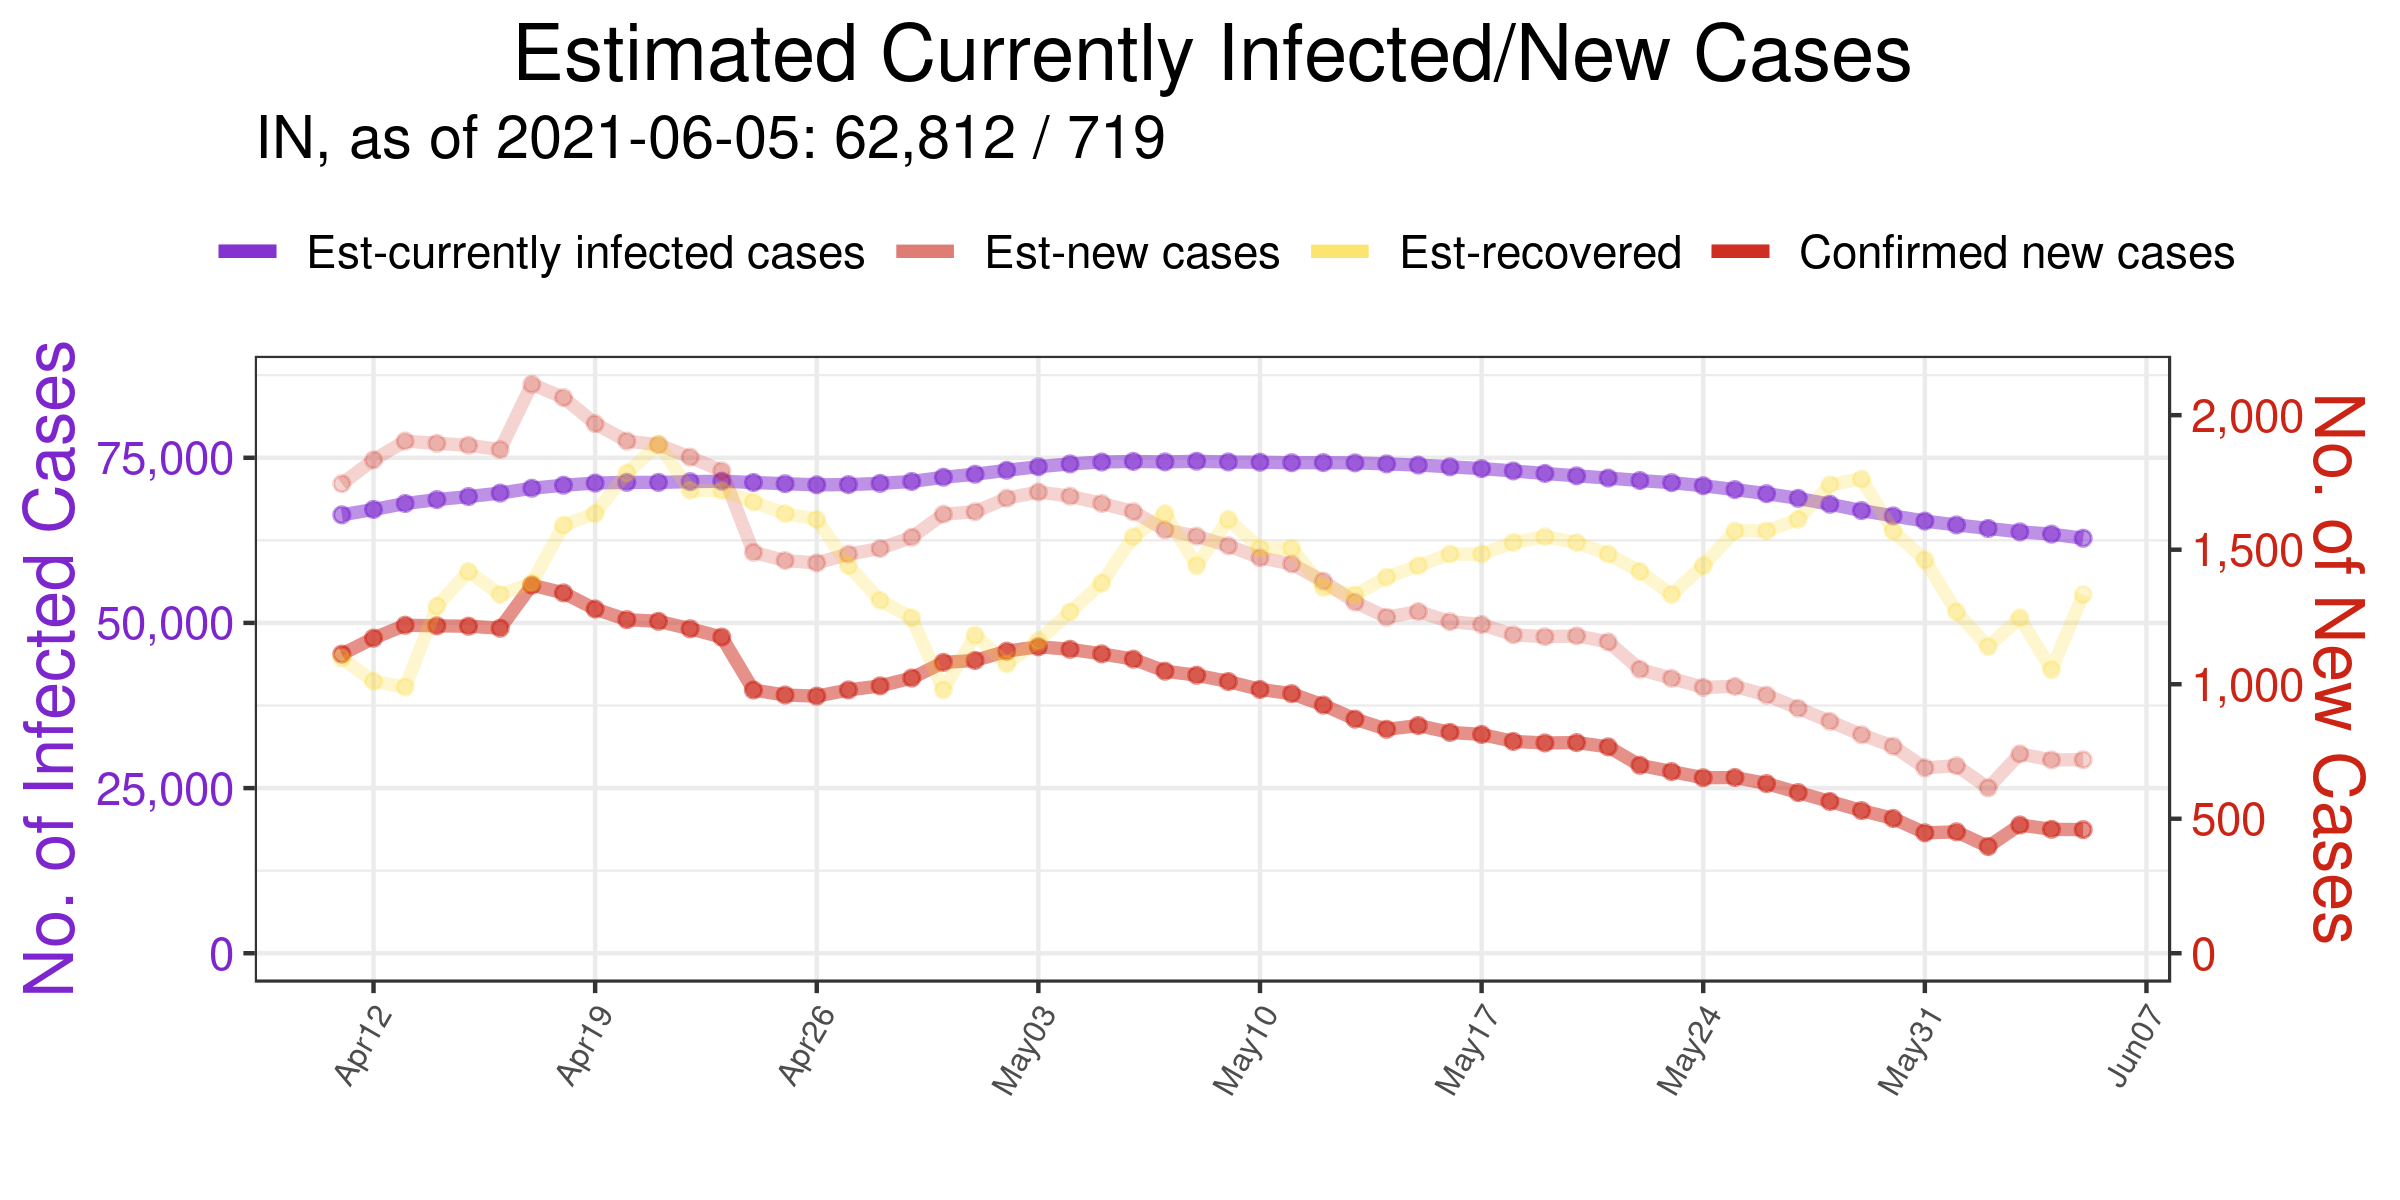 Estimated Currently Infected/New Cases
IN, as of 2021-06-05: 62,812 / 719
Est-currently infected cases Est-new cases Est-recovered Confirmed new cases
No. of Infected Cases
75,000
50,000
25,000
0
2,000
1,500
1,000
500
0
No. of New Cases
Apr12 Apr19 Apr26 May03 May10 May17 May24 May31 Jun07